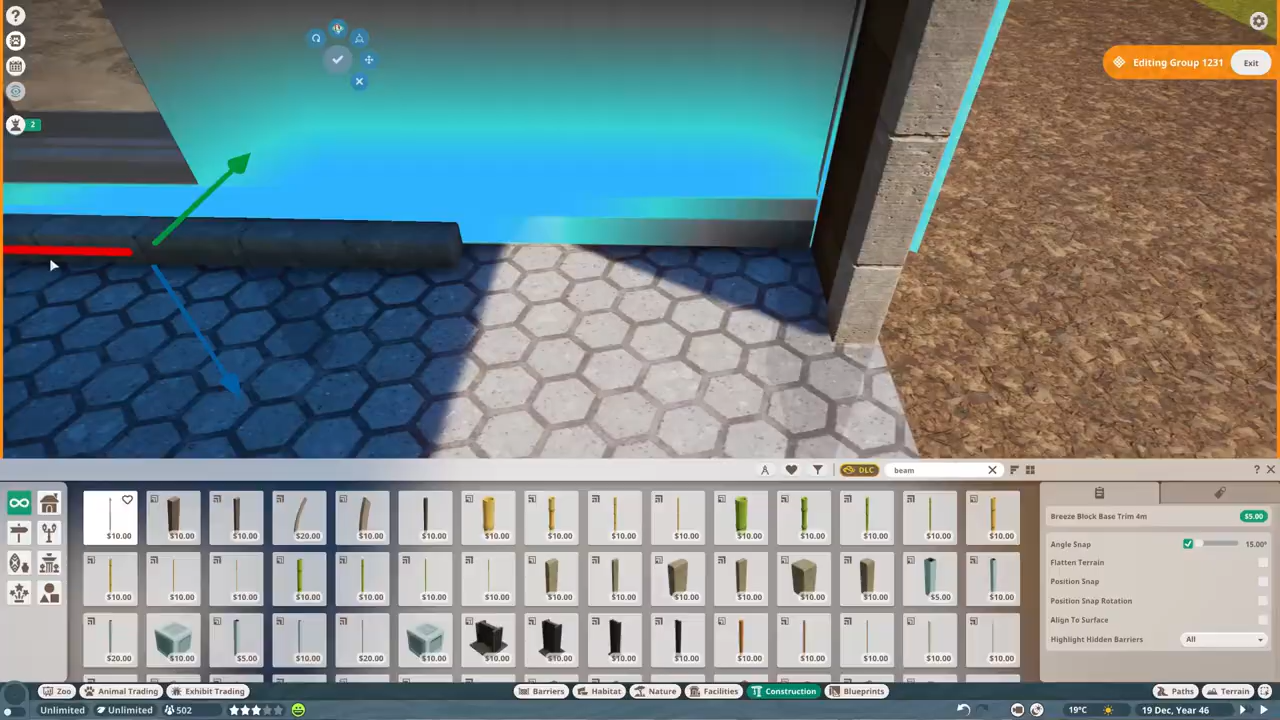 ?
Editing Group 1231 Exit
2
DLC beam
?
$10.00 $10.00 $10.00 $20.00 $10.00 $10.00 $10.00 $10.00 $10.00 $10.00 $10.00 $10.00 $10.00 $10.00 $10.00
$10.00 $10.00 $10.00 $10.00 $10.00 $10.00 $10.00 $10.00 $10.00 $10.00 $10.00 $10.00 $10.00 $5.00 $10.00
$20.00 $10.00 $5.00 $10.00 $20.00 $10.00 $10.00 $10.00 $10.00 $10.00 $10.00 $10.00 $10.00 $10.00 $10.00
Breeze Block Base Trim 4m $5.00
Angle Snap 15.00°
Flatten Terrain
Position Snap
Position Snap Rotation
Align To Surface
Highlight Hidden Barriers All
Zoo Animal Trading Exhibit Trading Barriers Habitat Nature Facilities Construction Blueprints Paths Terrain
Unlimited Unlimited 502 19°C 19 Dec, Year 46